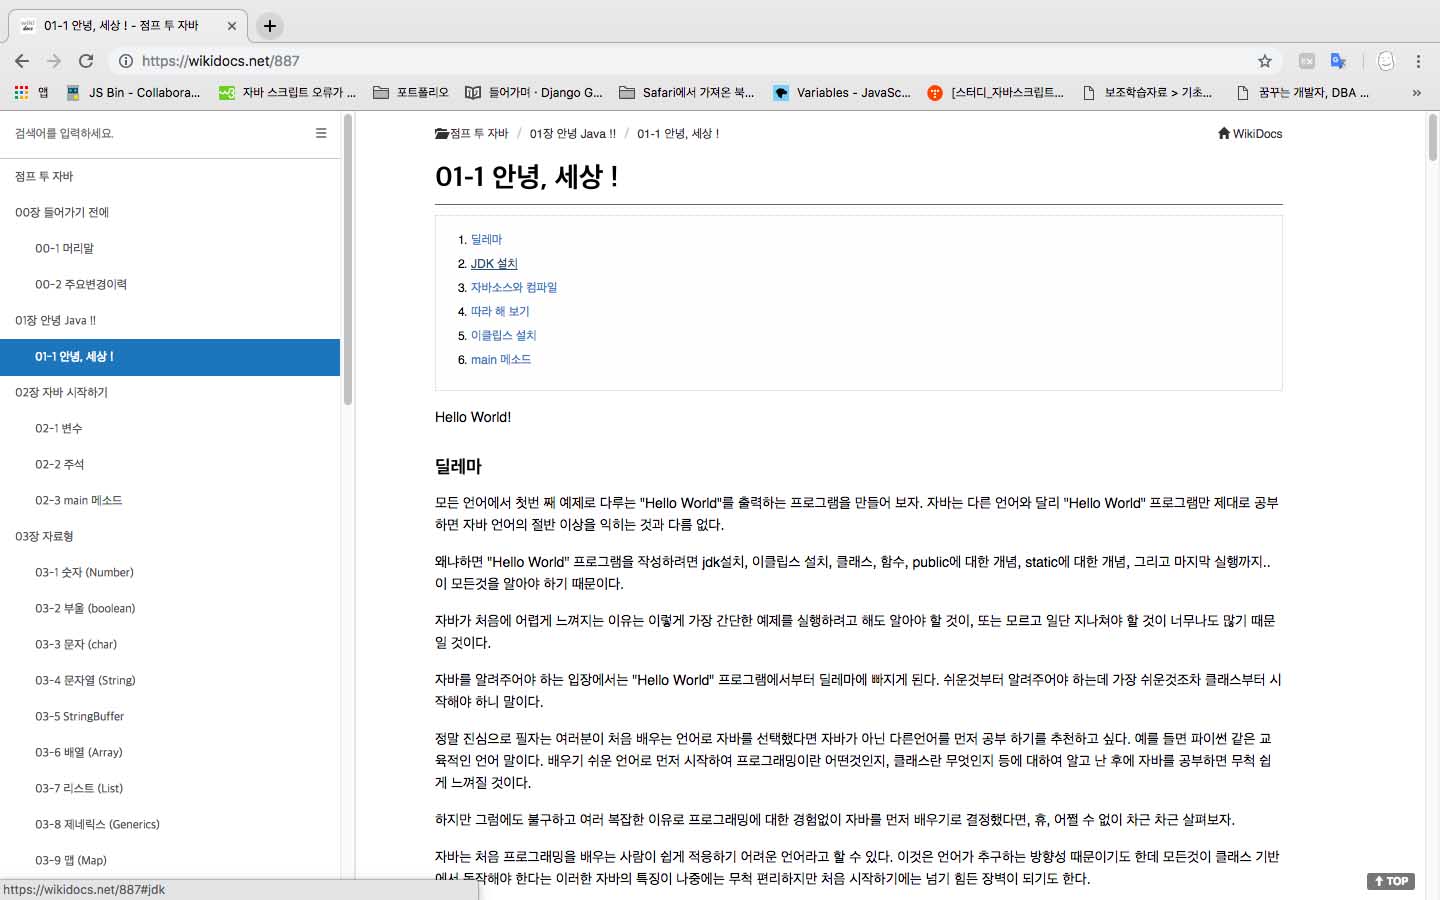 01-1 안녕, 세상 ! - 점프 투 자바
https://wikidocs.net/887
앱
JS Bin - Collabora...
자바 스크립트 오류가 ...
포트폴리오
들어가며 · Django G...
Safari에서 가져온 북...
Variables - JavaSc...
[스터디_자바스크립트...
보조학습자료 > 기초...
꿈꾸는 개발자, DBA ...
»
검색어를 입력하세요.
점프 투 자바
00장 들어가기 전에
00-1 머리말
00-2 주요변경이력
01장 안녕 Java !!
01-1 안녕, 세상 !
02장 자바 시작하기
02-1 변수
02-2 주석
02-3 main 메소드
03장 자료형
03-1 숫자 (Number)
03-2 부울 (boolean)
03-3 문자 (char)
03-4 문자열 (String)
03-5 StringBuffer
03-6 배열 (Array)
03-7 리스트 (List)
03-8 제네릭스 (Generics)
03-9 맵 (Map)
https://wikidocs.net/887#jdk
점프 투 자바 / 01장 안녕 Java !! / 01-1 안녕, 세상 !
WikiDocs
01-1 안녕, 세상 !
1. 딜레마
2. JDK 설치
3. 자바소스와 컴파일
4. 따라 해 보기
5. 이클립스 설치
6. main 메소드
Hello World!
딜레마
모든 언어에서 첫번 째 예제로 다루는 "Hello World"를 출력하는 프로그램을 만들어 보자. 자바는 다른 언어와 달리 "Hello World" 프로그램만 제대로 공부
하면 자바 언어의 절반 이상을 익히는 것과 다름 없다.
왜냐하면 "Hello World" 프로그램을 작성하려면 jdk설치, 이클립스 설치, 클래스, 함수, public에 대한 개념, static에 대한 개념, 그리고 마지막 실행까지..
이 모든것을 알아야 하기 때문이다.
자바가 처음에 어렵게 느껴지는 이유는 이렇게 가장 간단한 예제를 실행하려고 해도 알아야 할 것이, 또는 모르고 일단 지나쳐야 할 것이 너무나도 많기 때문
일 것이다.
자바를 알려주어야 하는 입장에서는 "Hello World" 프로그램에서부터 딜레마에 빠지게 된다. 쉬운것부터 알려주어야 하는데 가장 쉬운것조차 클래스부터 시
작해야 하니 말이다.
정말 진심으로 필자는 여러분이 처음 배우는 언어로 자바를 선택했다면 자바가 아닌 다른언어를 먼저 공부 하기를 추천하고 싶다. 예를 들면 파이썬 같은 교
육적인 언어 말이다. 배우기 쉬운 언어로 먼저 시작하여 프로그래밍이란 어떤것인지, 클래스란 무엇인지 등에 대하여 알고 난 후에 자바를 공부하면 무척 쉽
게 느껴질 것이다.
하지만 그럼에도 불구하고 여러 복잡한 이유로 프로그래밍에 대한 경험없이 자바를 먼저 배우기로 결정했다면, 휴, 어쩔 수 없이 차근 차근 살펴보자.
자바는 처음 프로그래밍을 배우는 사람이 쉽게 적응하기 어려운 언어라고 할 수 있다. 이것은 언어가 추구하는 방향성 때문이기도 한데 모든것이 클래스 기반
에서 동작해야 한다는 이러한 자바의 특징이 나중에는 무척 편리하지만 처음 시작하기에는 넘기 힘든 장벽이 되기도 한다.
TOP